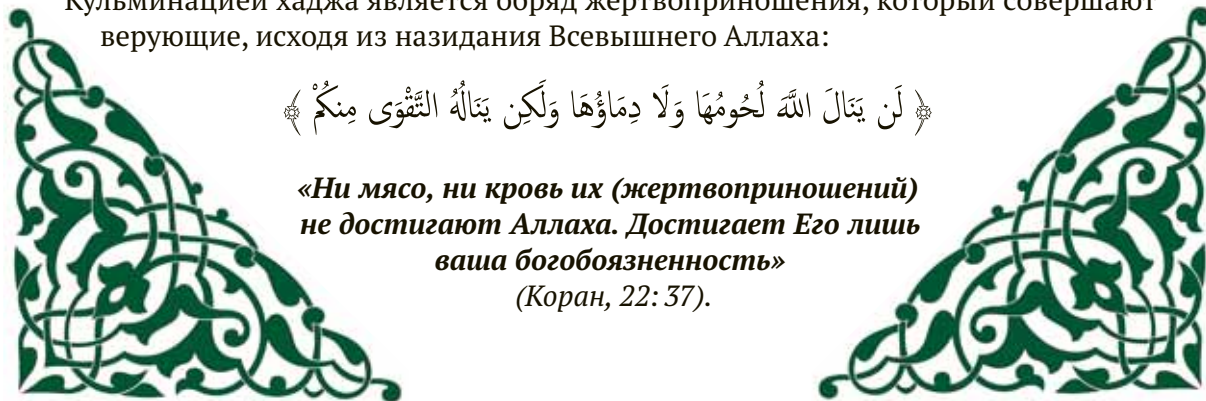 Кульминацией хаджа является обряд жертвоприношения, который совершают
верующие, исходя из назидания Всевышнего Аллаха:
﴿ لَن يَنَالَ اللَّهَ لُحُومُهَا وَلَا دِمَاؤُهَا وَلَكِن يَنَالُهُ التَّقْوَى مِنكُمْ ﴾
«Ни мясо, ни кровь их (жертвоприношений)
не достигают Аллаха. Достигает Его лишь
ваша богобоязненность»
(Коран, 22: 37).